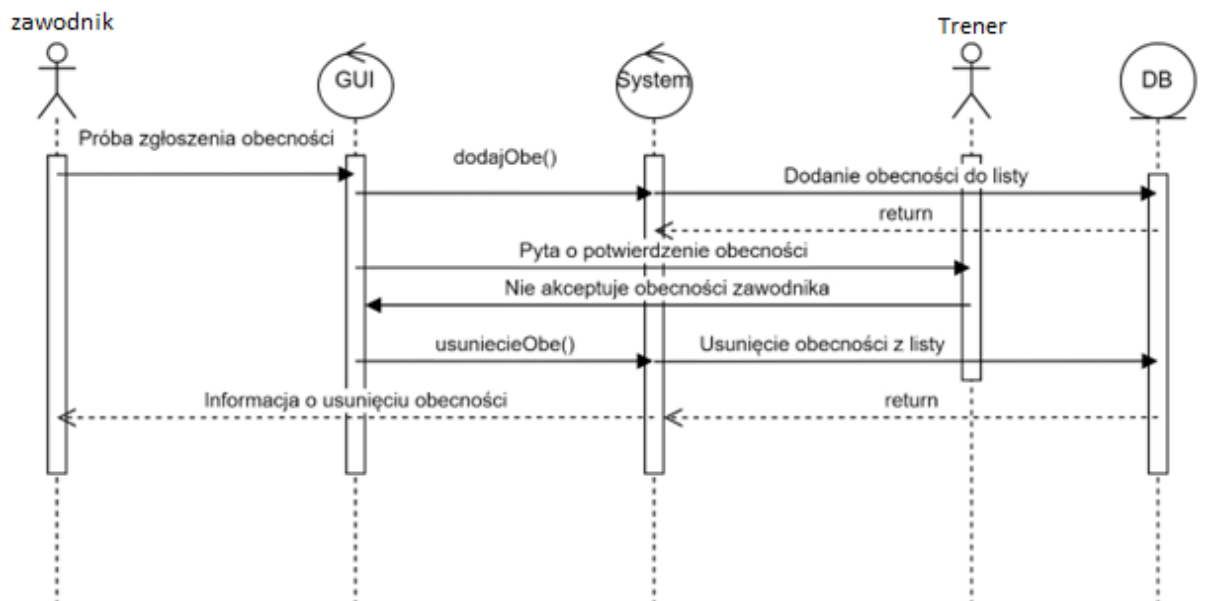 zawodnik
Trener
GUI
System
DB
Próba zgłoszenia obecności
dodajObe()
Dodanie obecności do listy
return
Pyta o potwierdzenie obecności
Nie akceptuje obecności zawodnika
usuniecieObe()
Usunięcie obecności z listy
Informacja o usunięciu obecności
return